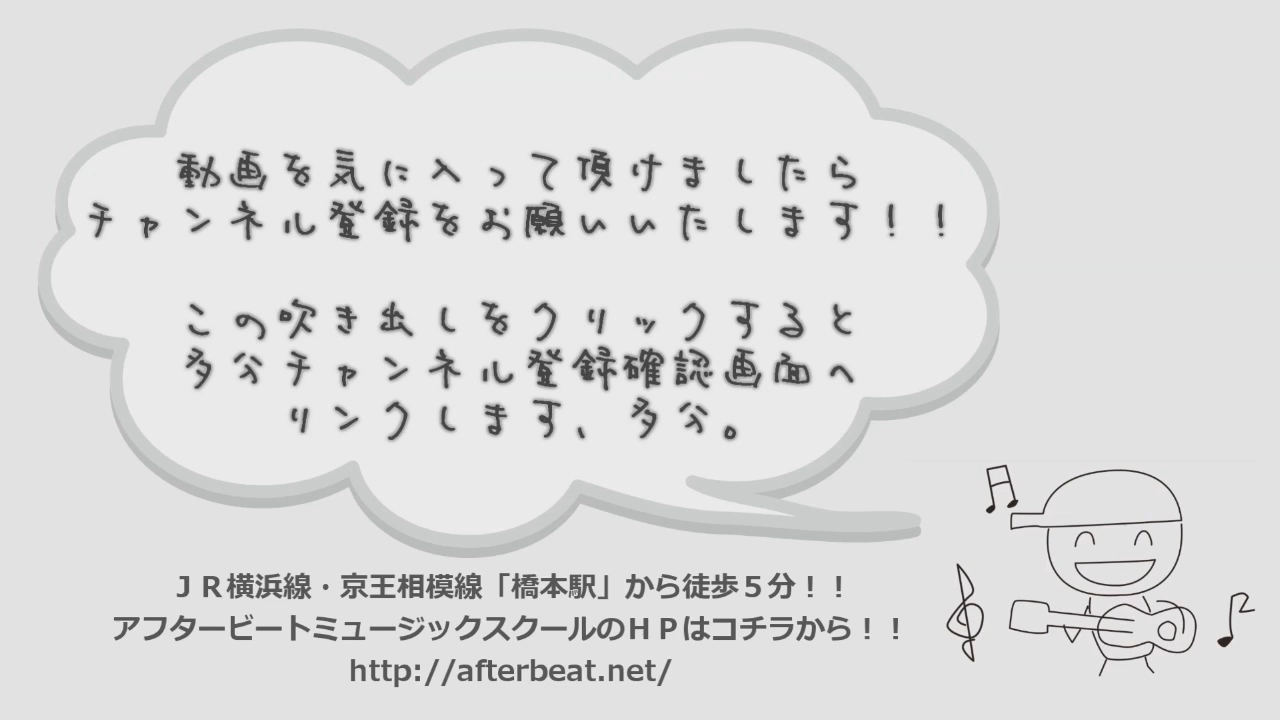 動画を気に入って頂けましたら
チャンネル登録をお願いいたします！！
この吹き出しをクリックすると
多分チャンネル登録確認画面へ
リンクします、多分。
ＪＲ横浜線・京王相模線「橋本駅」から徒歩５分！！
アフタービートミュージックスクールのＨＰはコチラから！！
http://afterbeat.net/